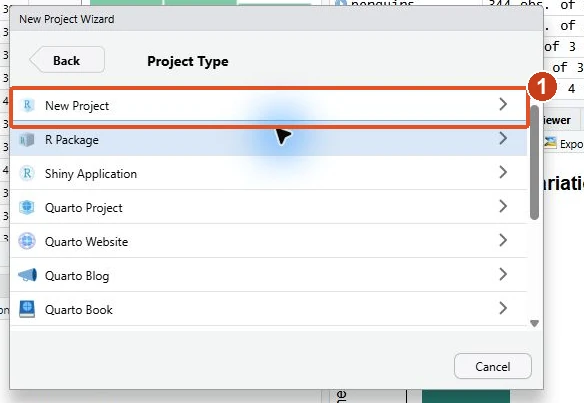 penguins 344 obs. of
New Project Wizard
of 3
Back
Project Type
of 3
4
1
New Project
iewer
R Package
Expo
Shiny Application
ariati
Quarto Project
Quarto Website
Quarto Blog
Quarto Book
Cancel